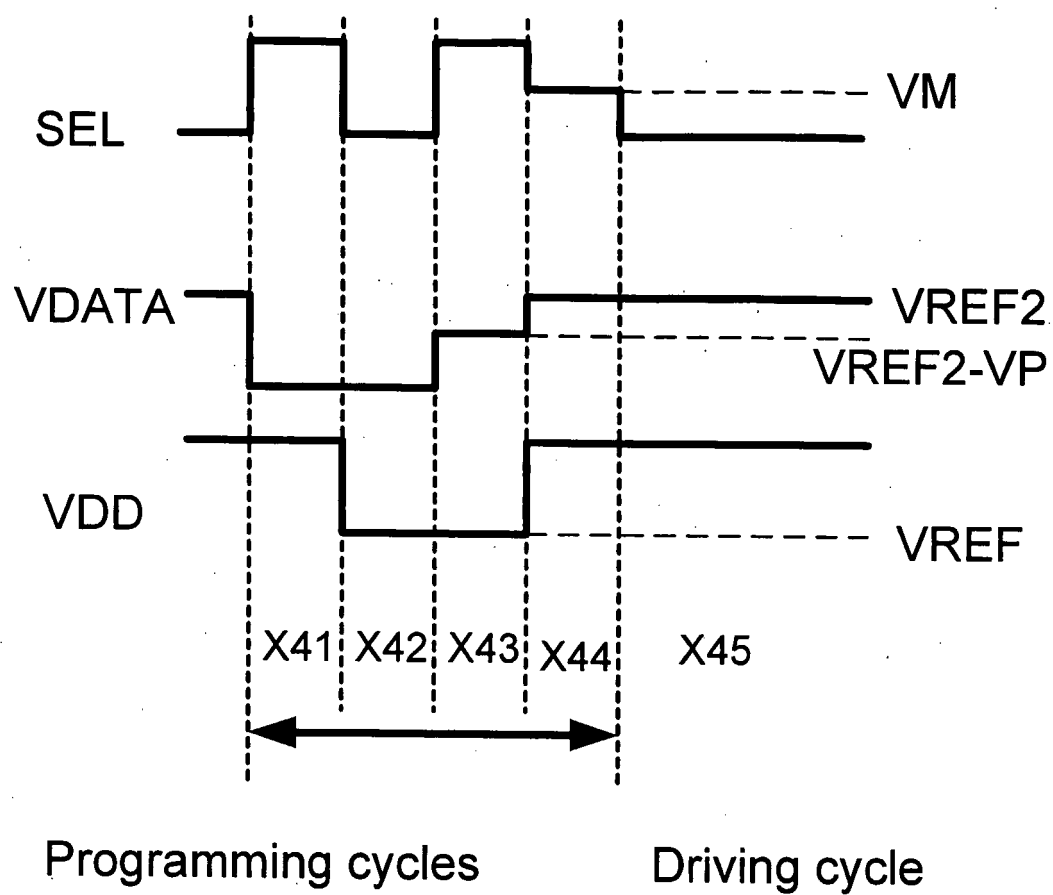 VM
SEL
VDATA
VREF2
VREF2-VP
VDD
VREF
X41 X42 X43 X44 X45
Programming cycles
Driving cycle